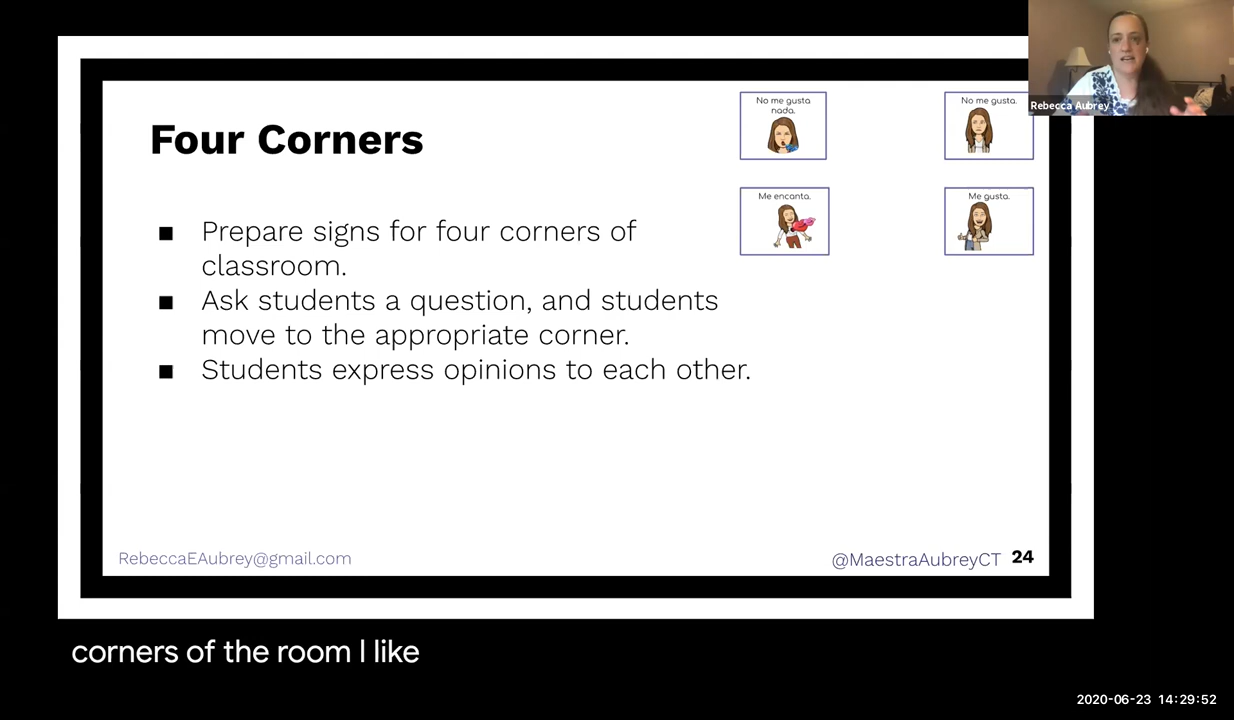 Four Corners
■ Prepare signs for four corners of
classroom.
■ Ask students a question, and students
move to the appropriate corner.
■ Students express opinions to each other.
No me gusta
nada.
No me gusta.
Me encanta.
Me gusta.
Rebecca Aubrey
RebeccaEAubrey@gmail.com
@MaestraAubreyCT 24
corners of the room I like
2020-06-23 14:29:52